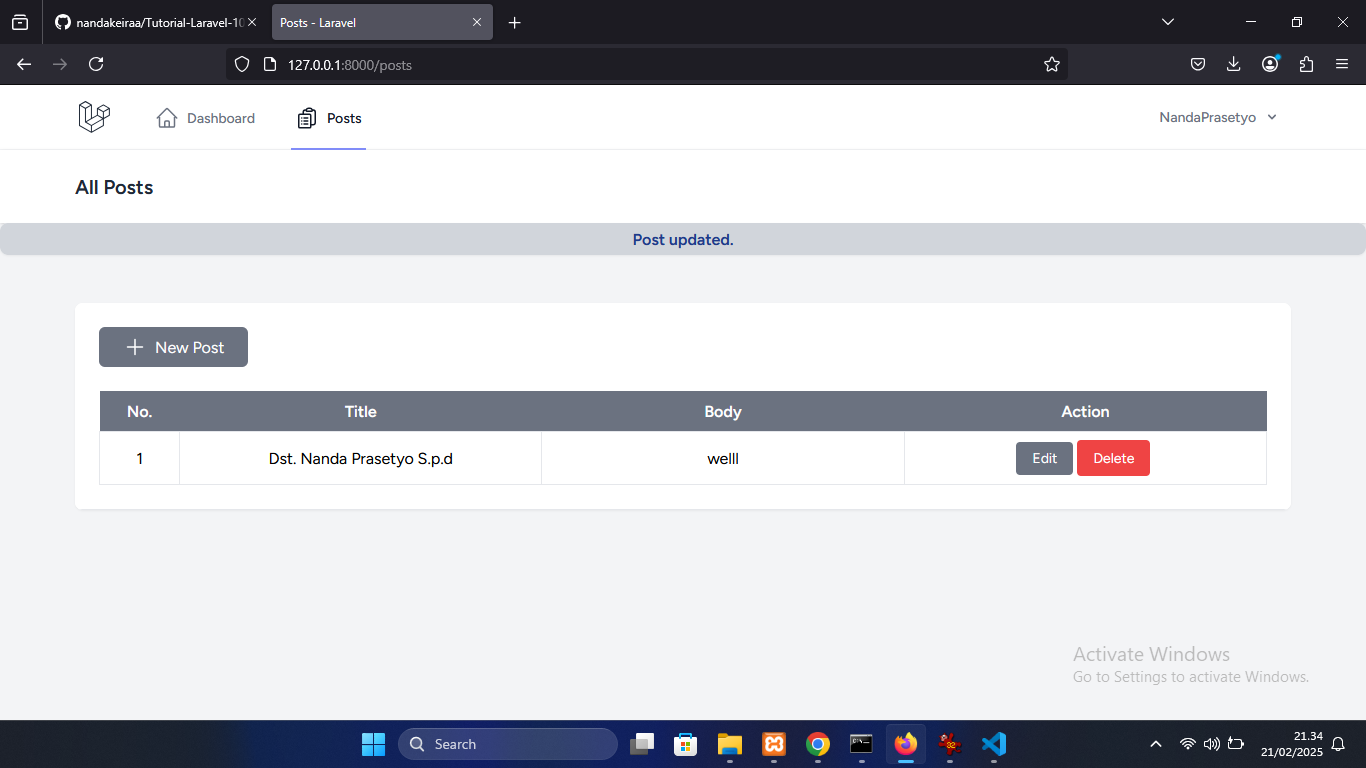 nandakeiraa/Tutorial-Laravel-10
Posts - Laravel
127.0.0.1:8000/posts
Dashboard
Posts
NandaPrasetyo
All Posts
Post updated.
New Post
No. Title Body Action
1 Dst. Nanda Prasetyo S.p.d welll Edit Delete
Activate Windows
Go to Settings to activate Windows.
Search
21.34
21/02/2025